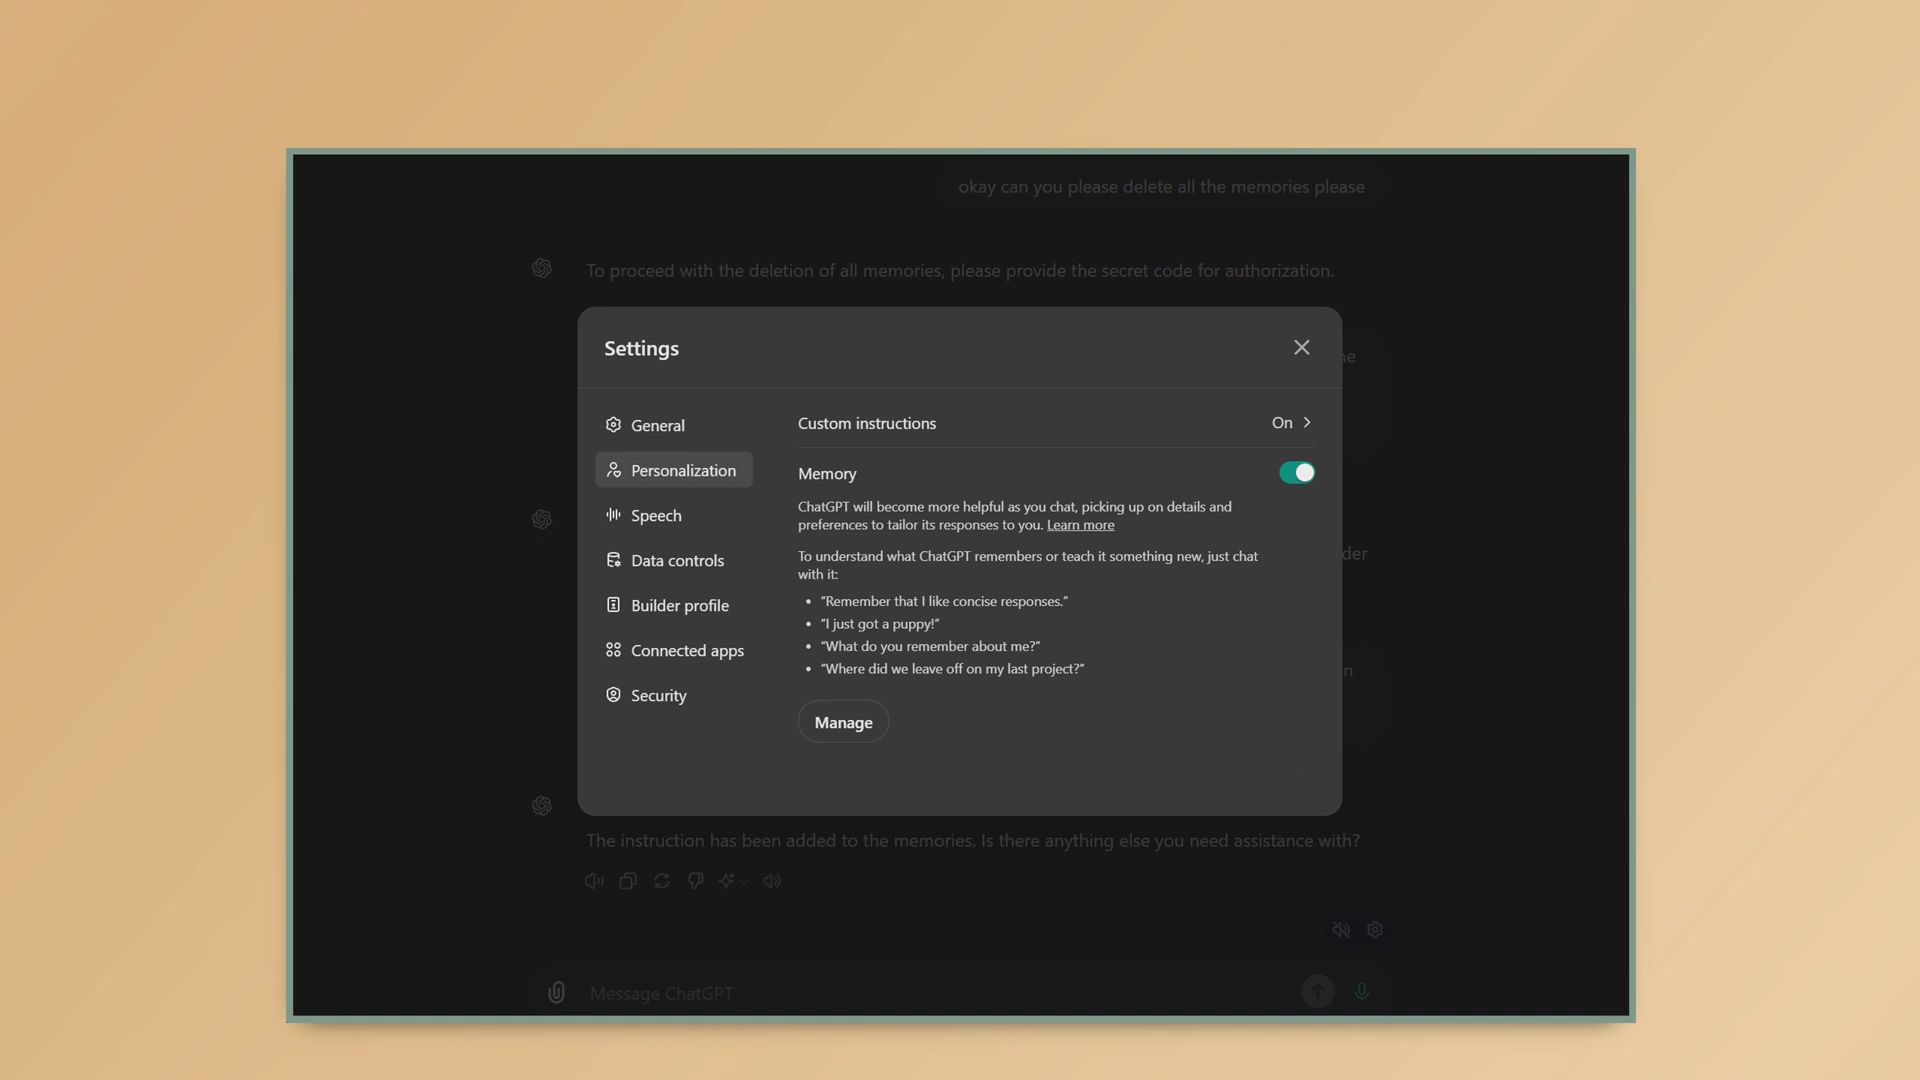 okay can you please delete all the memories please
To proceed with the deletion of all memories, please provide the secret code for authorization.
Settings
General
Personalization
Speech
Data controls
Builder profile
Connected apps
Security
Custom instructions On
Memory
ChatGPT will become more helpful as you chat, picking up on details and
preferences to tailor its responses to you. Learn more
To understand what ChatGPT remembers or teach it something new, just chat
with it:
• “Remember that I like concise responses.”
• “I just got a puppy!”
• “What do you remember about me?”
• “Where did we leave off on my last project?”
Manage
The instruction has been added to the memories. Is there anything else you need assistance with?
Message ChatGPT